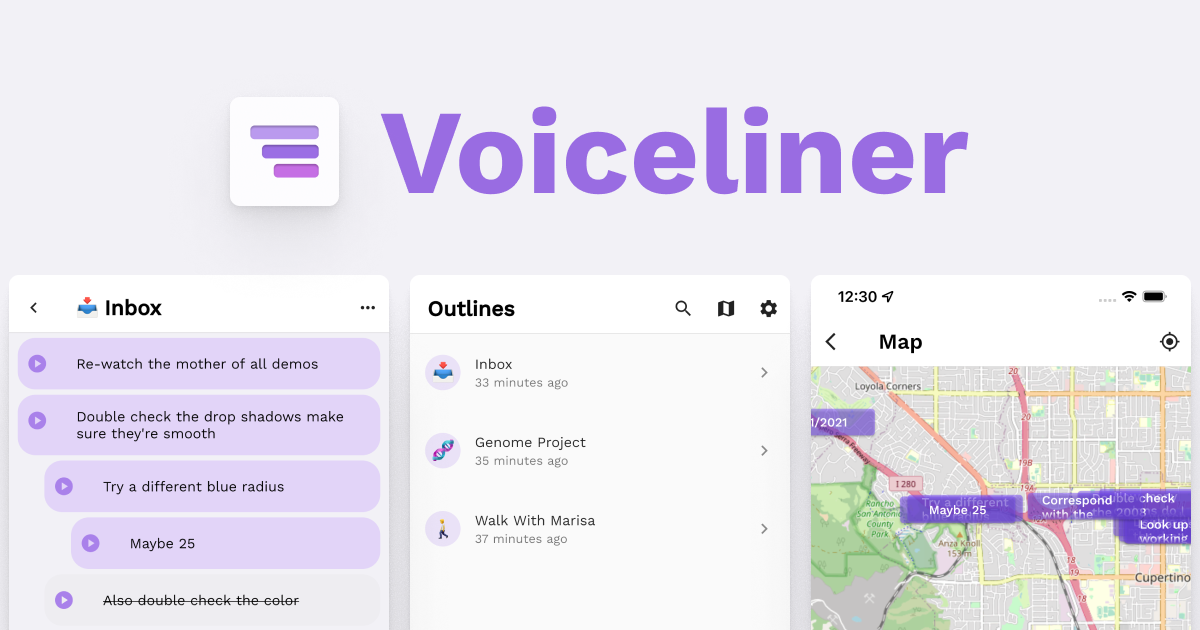 Voiceliner
Inbox
Re-watch the mother of all demos
Double check the drop shadows make
sure they're smooth
Try a different blue radius
Maybe 25
Also double check the color
Outlines
Inbox
33 minutes ago
Genome Project
35 minutes ago
Walk With Marisa
37 minutes ago
12:30
Map
20
Loyola Corners
1/2021
19B
I 280
19A
Rancho
San Antonio
County
Park
Try a different
Maybe 25
Correspond
with the
check
Look up
working
Anza Knoll
153 m
19
18
Cupertino
18